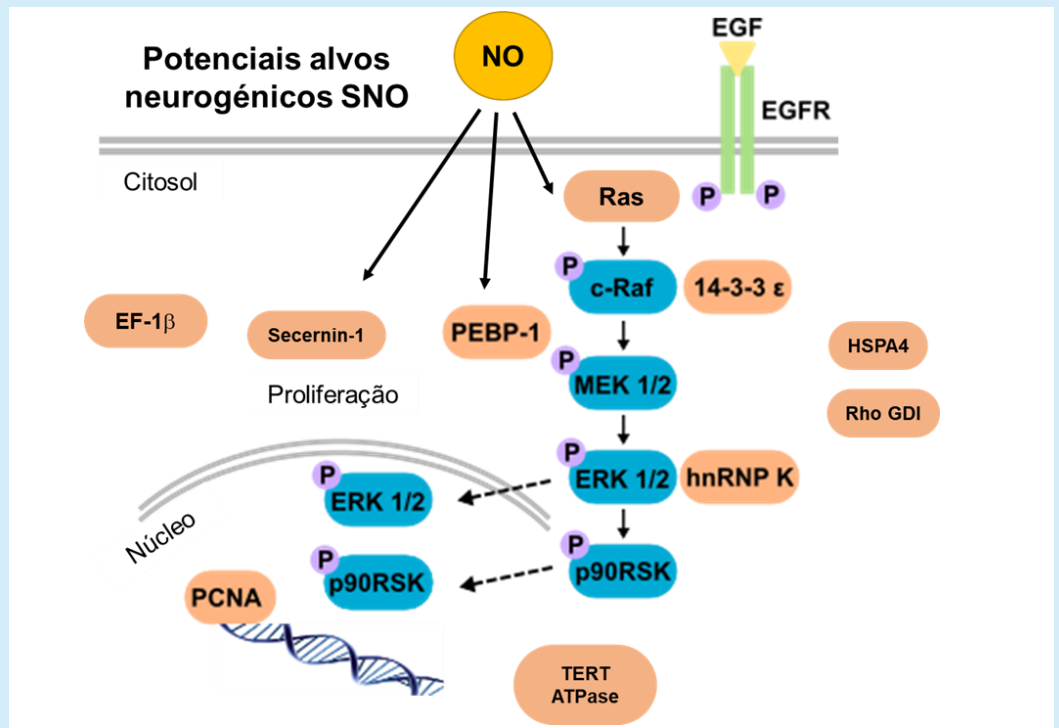 Potenciais alvos
neurogénicos SNO
NO
EGF
EGFR
Citosol
P
P
Ras
P
c-Raf
14-3-3 ε
EF-1β
Secernin-1
PEBP-1
HSPA4
P
MEK 1/2
Proliferação
Rho GDI
P
ERK 1/2
hnRNP K
P
ERK 1/2
Núcleo
P
p90RSK
P
p90RSK
PCNA
TERT
ATPase